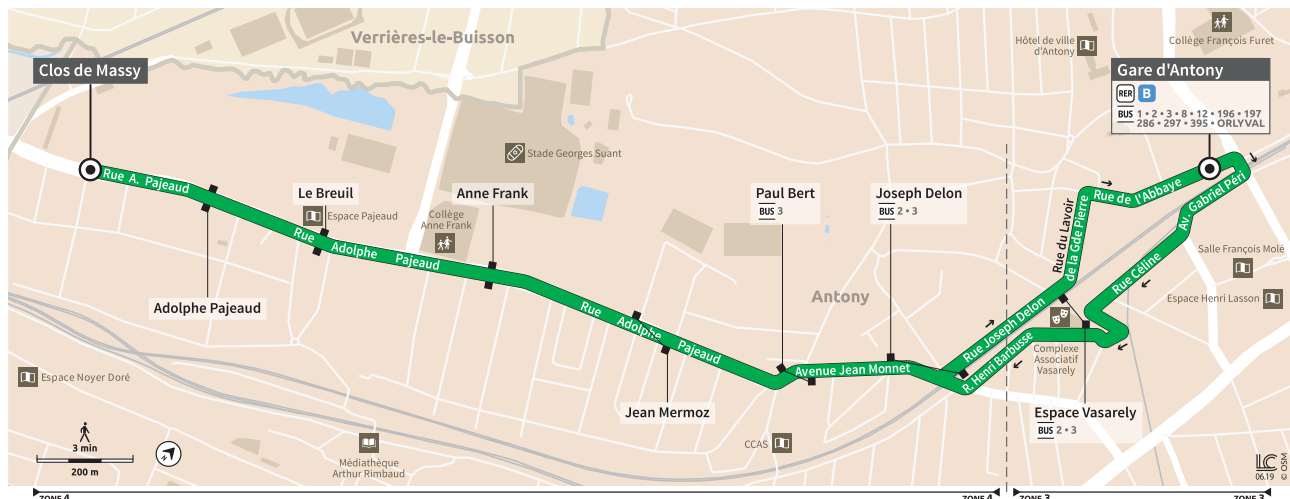 Verrières-le-Buisson
Clos de Massy
Hôtel de ville
d'Antony
Collège François Furet
Gare d'Antony
RER B
BUS 1 • 2 • 3 • 8 • 12 • 196 • 197
286 • 297 • 395 • ORLYVAL
Stade Georges Suant
Rue A. Pajeaud
Le Breuil
Espace Pajeaud
Collège
Anne Frank
Anne Frank
Paul Bert
BUS 3
Joseph Delon
BUS 2 • 3
Rue du Lavoir
de la Gde Pierre
Rue de l'Abbaye
Av. Gabriel Péri
Rue Adolphe Pajeaud
Salle François Molé
Rue Céline
Espace Henri Lasson
Adolphe Pajeaud
Antony
Rue Adolphe Pajeaud
Rue Joseph Delon
R. Henri Barbusse
Complexe
Associatif
Vasarely
Avenue Jean Monnet
Espace Noyer Doré
Jean Mermoz
Espace Vasarely
BUS 2 • 3
CCAS
3 min
200 m
N
Médiathèque
Arthur Rimbaud
LC
06.19
© OSM
ZONE 4
ZONE 4
ZONE 3
ZONE 3